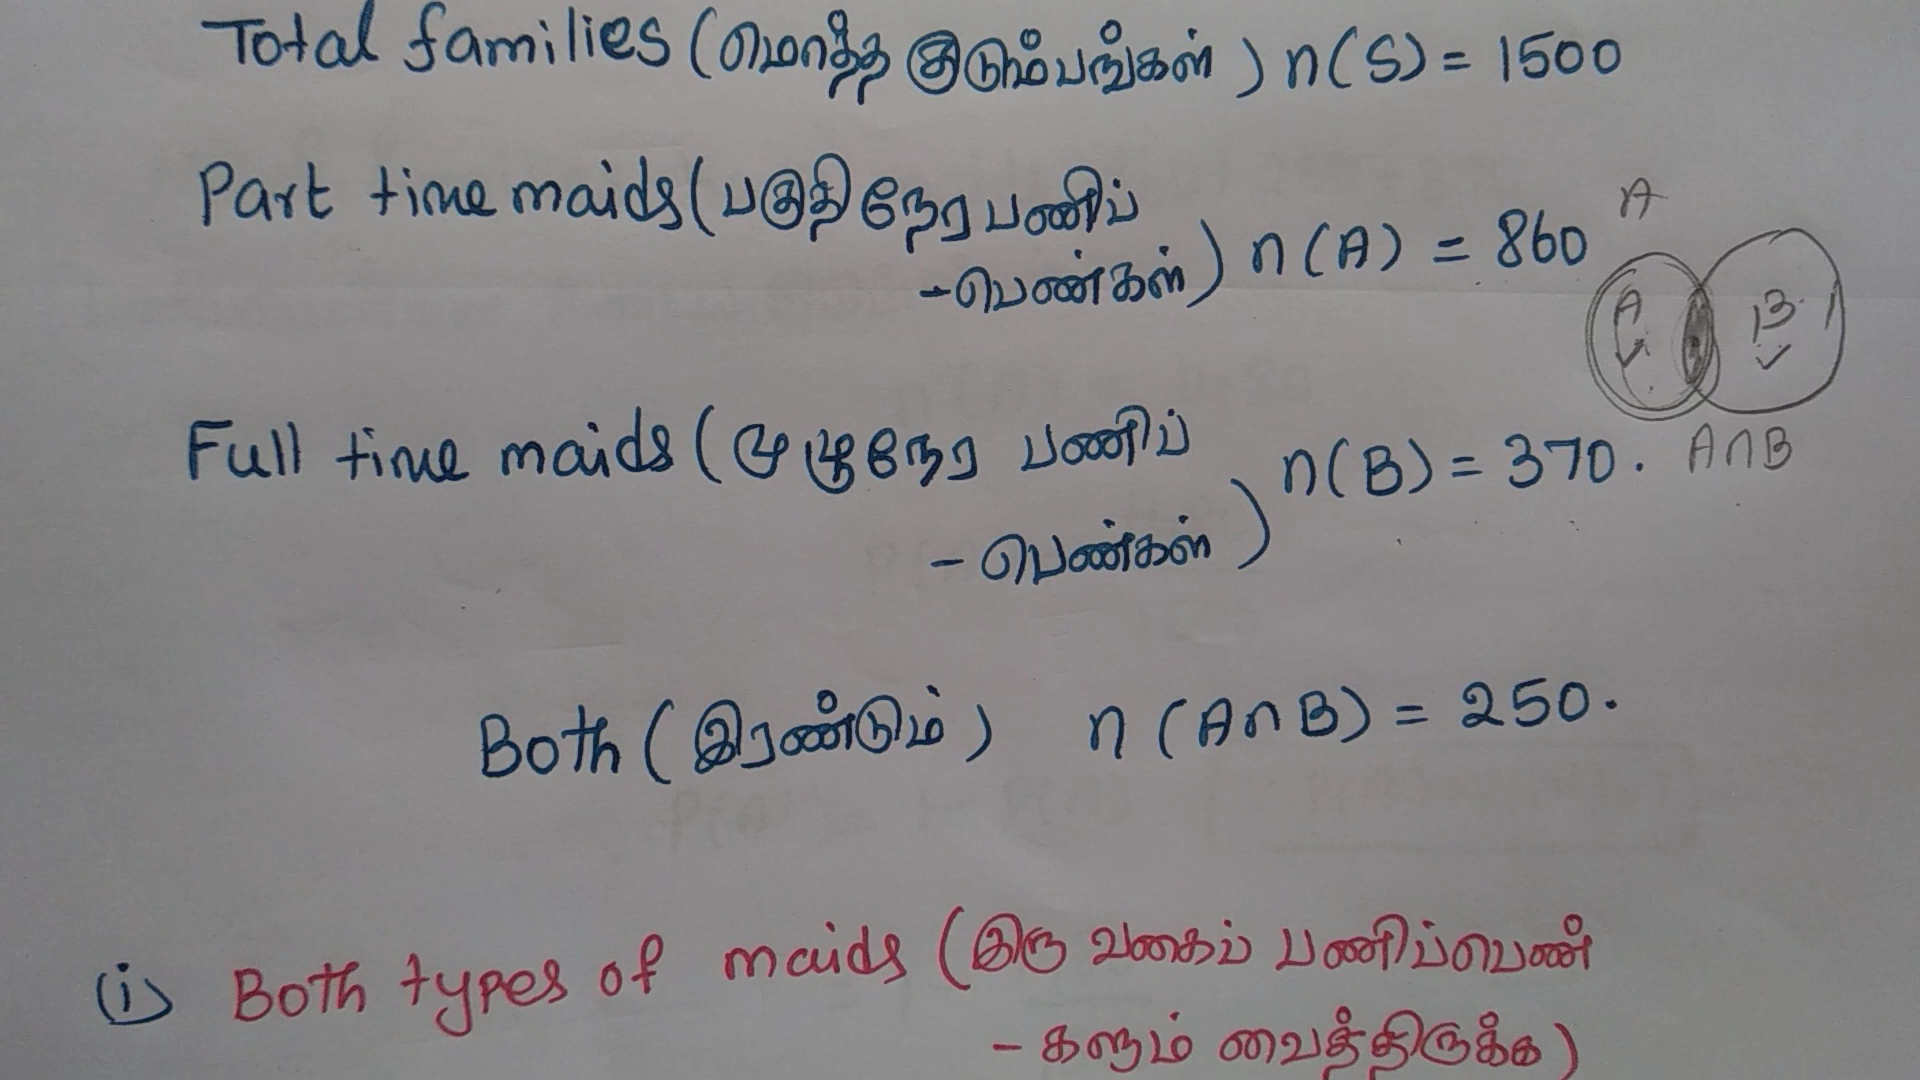 Total families (மொத்த குடும்பங்கள்) n(S) = 1500
Part time maids (பகுதி நேர பணிப்
-பெண்கள்) n(A) = 860
A
A B
Full time maids (முழுநேர பணிப்
-பெண்கள்) n(B) = 370. A∩B
Both (இரண்டும்) n(A∩B) = 250.
(i) Both types of maids (இரு வகைப் பணிப்பெண்
-களும் வைத்திருக்க)